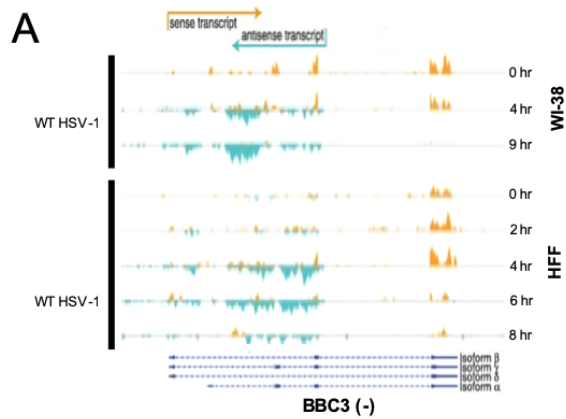 A
sense transcript
antisense transcript
0 hr
4 hr
9 hr
WI-38
WT HSV-1
0 hr
2 hr
4 hr
6 hr
8 hr
HFF
WT HSV-1
Isoform β
Isoform γ
Isoform δ
Isoform α
BBC3 (-)